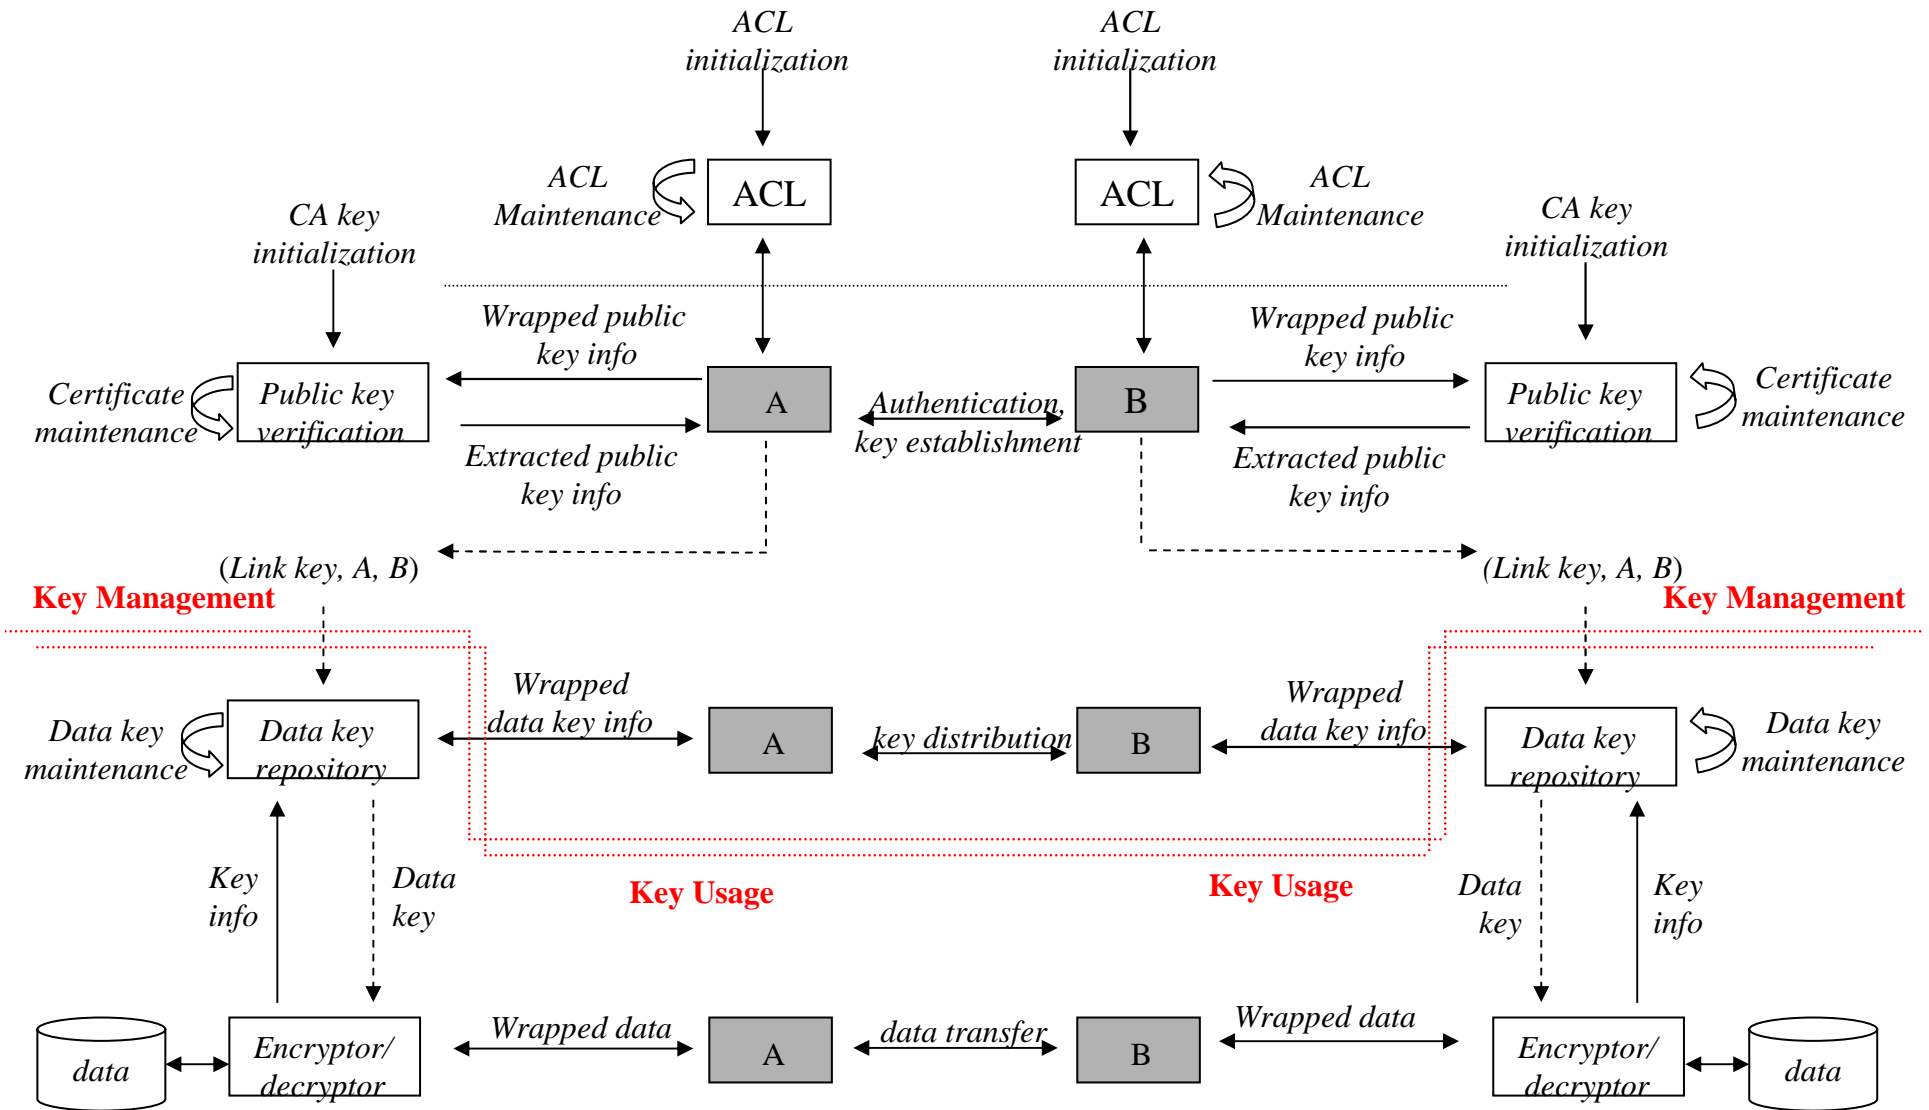 ACL
initialization
ACL
initialization
ACL
Maintenance
ACL
ACL
ACL
Maintenance
CA key
initialization
CA key
initialization
Wrapped public
key info
Wrapped public
key info
Certificate
maintenance
Public key
verification
A
Authentication,
key establishment
B
Public key
verification
Certificate
maintenance
Extracted public
key info
Extracted public
key info
(Link key, A, B)
(Link key, A, B)
Key Management
Key Management
Wrapped
data key info
Wrapped
data key info
Data key
maintenance
Data key
repository
A
key distribution
B
Data key
repository
Data key
maintenance
Key
info
Data
key
Key Usage
Key Usage
Data
key
Key
info
data
Encryptor/
decryptor
Wrapped data
A
data transfer
B
Wrapped data
Encryptor/
decryptor
data